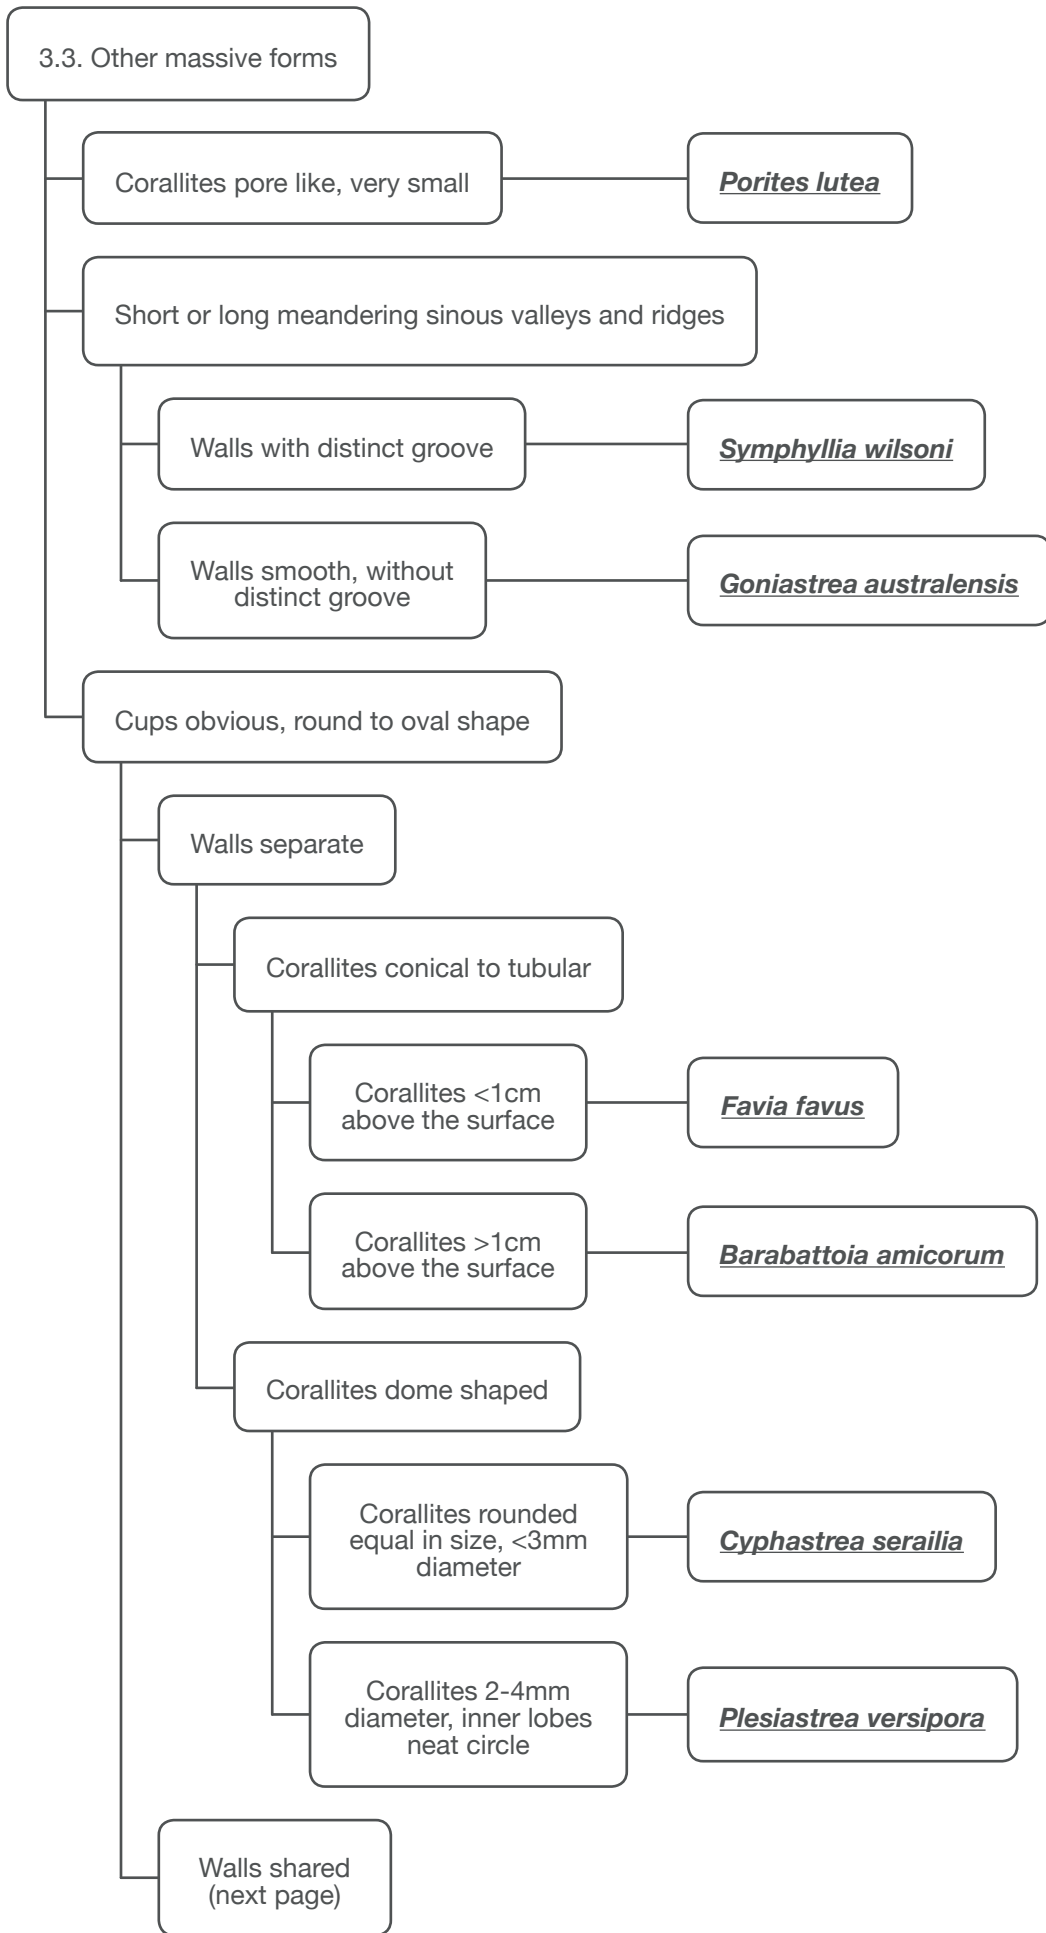 3.3. Other massive forms
Corallites pore like, very small
Porites lutea
Short or long meandering sinous valleys and ridges
Walls with distinct groove
Symphyllia wilsoni
Walls smooth, without
distinct groove
Goniastrea australensis
Cups obvious, round to oval shape
Walls separate
Corallites conical to tubular
Corallites <1cm
above the surface
Favia favus
Corallites >1cm
above the surface
Barabattoia amicorum
Corallites dome shaped
Corallites rounded
equal in size, <3mm
diameter
Cyphastrea serailia
Corallites 2-4mm
diameter, inner lobes
neat circle
Plesiastrea versipora
Walls shared
(next page)